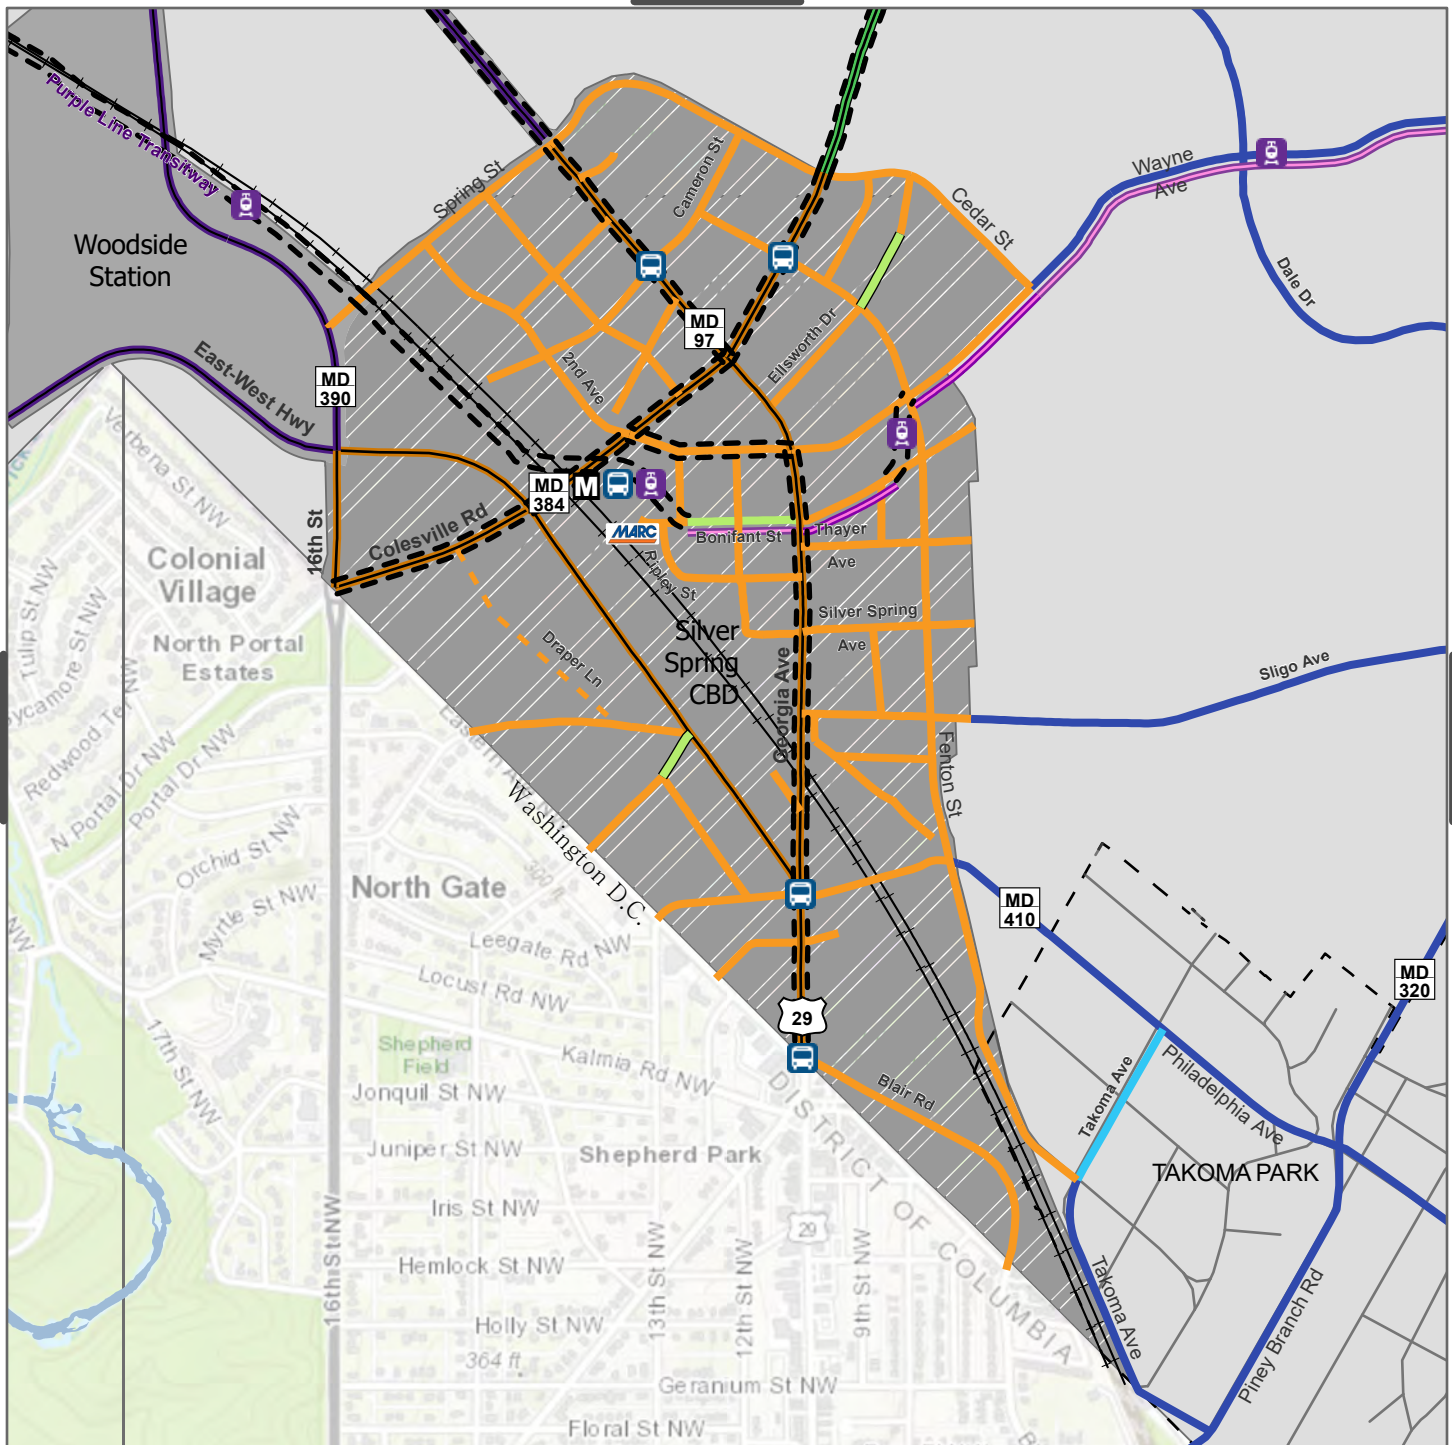 Purple Line Transitway
Woodside
Station
Spring St
Cameron St
Cedar St
Wayne
Ave
Dale Dr
MD
97
Ellsworth Dr
2nd Ave
MD
390
East-West Hwy
Verbena St NW
MD
384
M
MARC
Bonifant St
Thayer
Ave
Colesville Rd
16th St
Ripley St
Colonial
Village
Tulip St NW
Sycamore St NW
Redwood Ter NW
North Portal
Estates
Silver
Spring
CBD
Silver Spring
Ave
Draper Ln
Georgia Ave
Sligo Ave
N Portal Dr NW
Portal Dr NW
Fenton St
Washington D.C.
Orchid St NW
300 ft
North Gate
Myrtle St NW
NW
Leegate Rd NW
MD
410
MD
320
Locust Rd NW
29
17th St NW
Shepherd
Field
Kalmia Rd NW
Jonquil St NW
Blair Rd
Takoma Ave
Philadelphia Ave
Juniper St NW
Shepherd Park
TAKOMA PARK
DISTRICT OF COLUMBIA
Iris St NW
29
16th St NW
Hemlock St NW
13th St NW
12th St NW
9th St NW
Takoma Ave
Piney Branch Rd
Holly St NW
364 ft
Geranium St NW
Floral St NW